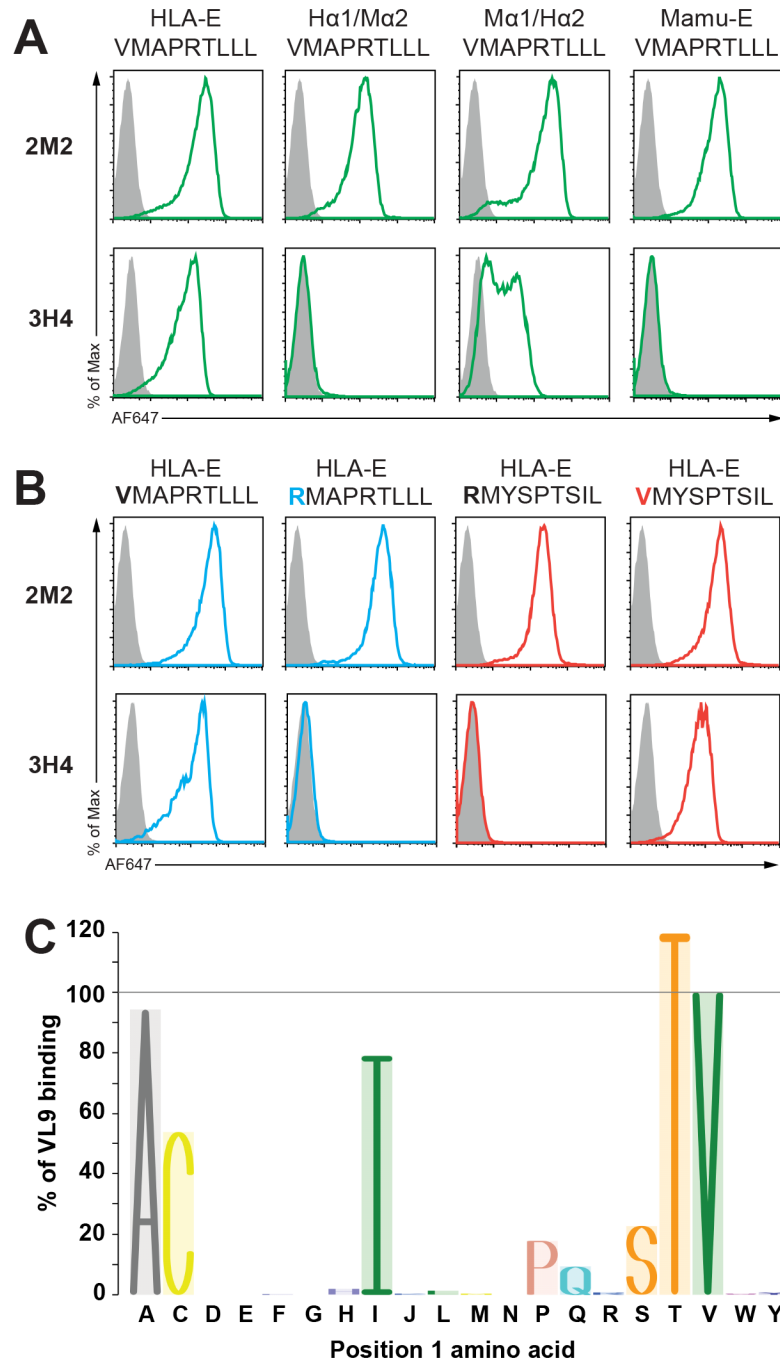 A
HLA-E Hα1/Mα2 Mα1/Hα2 Mamu-E
VMAPRTLLL VMAPRTLLL VMAPRTLLL VMAPRTLLL
2M2
3H4
% of Max
AF647
B
HLA-E HLA-E HLA-E HLA-E
VMAPRTLLL RMAPRTLLL RMYSPTSIL VMYSPTSIL
2M2
3H4
% of Max
AF647
C
% of VL9 binding
120
100
80
60
40
20
0
A C I P Q S T V
A C D E F G H I J L M N P Q R S T V W Y
Position 1 amino acid